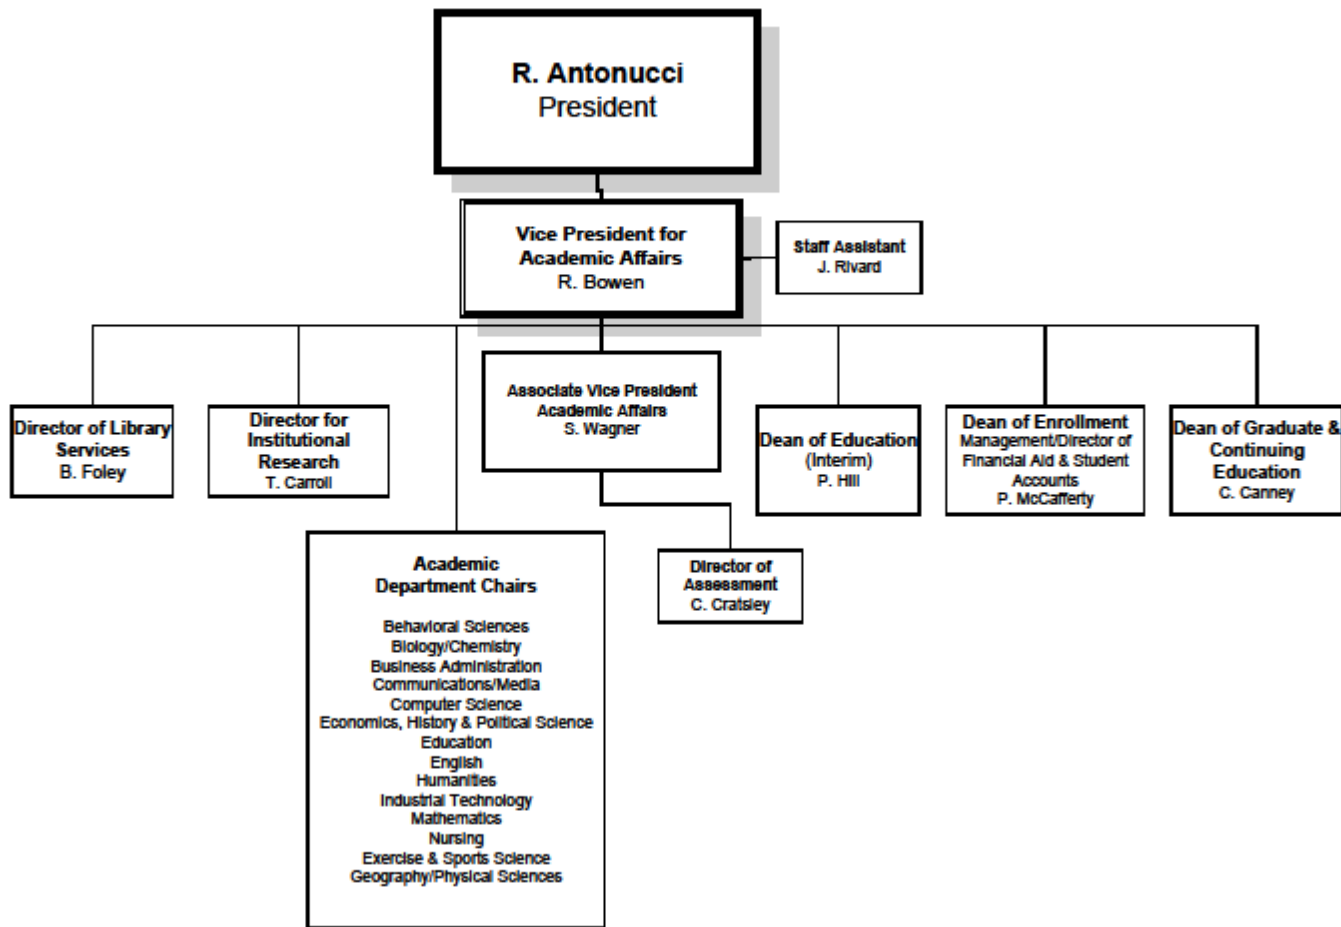 R. Antonucci
President
Vice President for
Academic Affairs
R. Bowen
Staff Assistant
J. Rivard
Director of Library
Services
B. Foley
Director for
Institutional
Research
T. Carroll
Associate Vice President
Academic Affairs
S. Wagner
Dean of Education
(Interim)
P. Hill
Dean of Enrollment
Management/Director of
Financial Aid & Student
Accounts
P. McCafferty
Dean of Graduate &
Continuing
Education
C. Canney
Academic
Department Chairs
Behavioral Sciences
Biology/Chemistry
Business Administration
Communications/Media
Computer Science
Economics, History & Political Science
Education
English
Humanities
Industrial Technology
Mathematics
Nursing
Exercise & Sports Science
Geography/Physical Sciences
Director of
Assessment
C. Cratsley